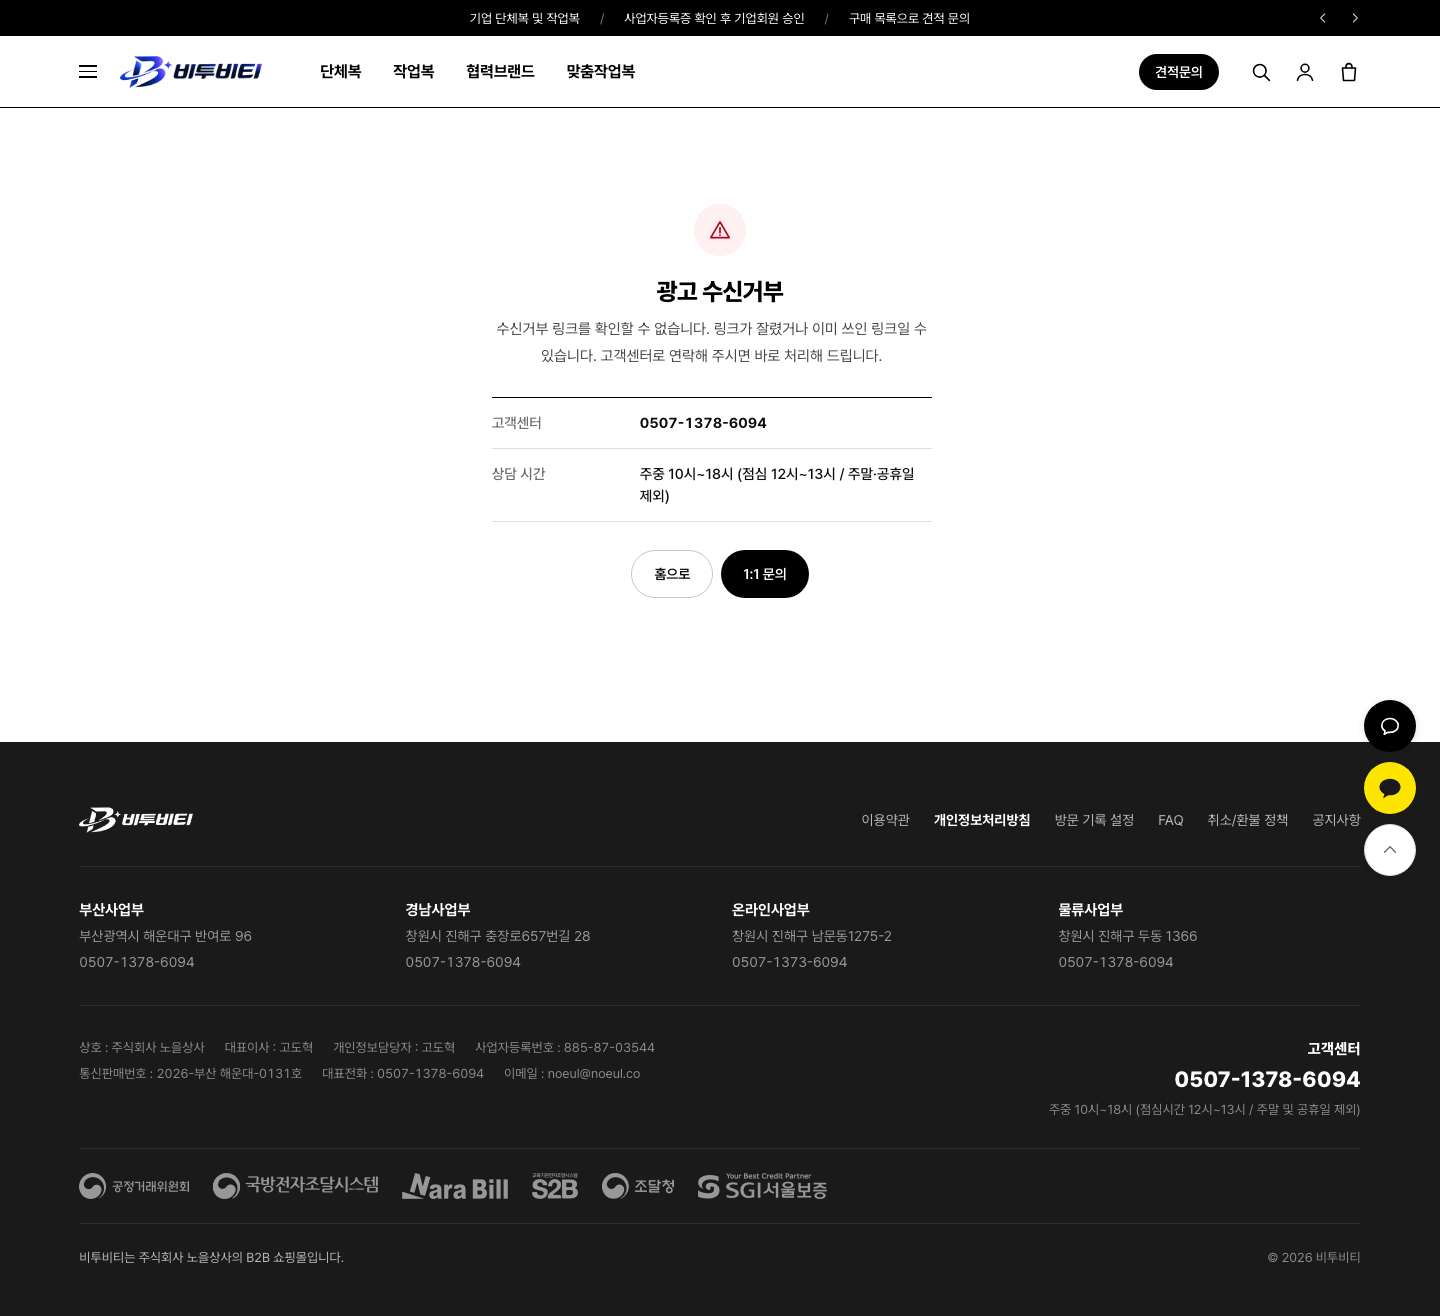 기업 단체복 및 작업복 / 사업자등록증 확인 후 기업회원 승인 / 구매 목록으로 견적 문의
비투비티 단체복 작업복 협력브랜드 맞춤작업복 견적문의
광고 수신거부
수신거부 링크를 확인할 수 없습니다. 링크가 잘렸거나 이미 쓰인 링크일 수
있습니다. 고객센터로 연락해 주시면 바로 처리해 드립니다.
고객센터 0507-1378-6094
상담 시간 주중 10시~18시 (점심 12시~13시 / 주말·공휴일
제외)
홈으로 1:1 문의
비투비티 이용약관 개인정보처리방침 방문 기록 설정 FAQ 취소/환불 정책 공지사항
부산사업부 경남사업부 온라인사업부 물류사업부
부산광역시 해운대구 반여로 96 창원시 진해구 충장로657번길 28 창원시 진해구 남문동1275-2 창원시 진해구 두동 1366
0507-1378-6094 0507-1378-6094 0507-1373-6094 0507-1378-6094
상호 : 주식회사 노을상사 대표이사 : 고도혁 개인정보담당자 : 고도혁 사업자등록번호 : 885-87-03544
통신판매번호 : 2026-부산 해운대-0131호 대표전화 : 0507-1378-6094 이메일 : noeul@noeul.co
고객센터
0507-1378-6094
주중 10시~18시 (점심시간 12시~13시 / 주말 및 공휴일 제외)
공정거래위원회 국방전자조달시스템 Nara Bill 교육기관전자조달시스템 S2B 조달청 Your Best Credit Partner SGI서울보증
비투비티는 주식회사 노을상사의 B2B 쇼핑몰입니다. © 2026 비투비티